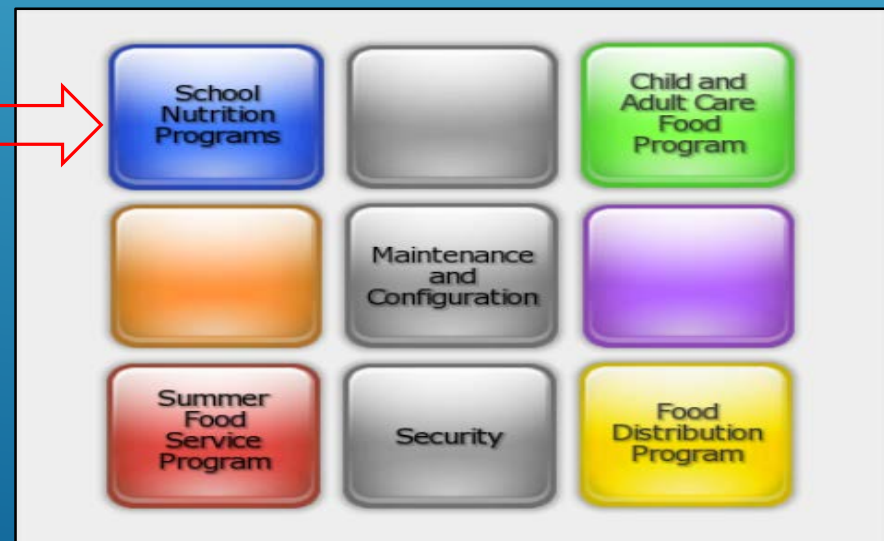 School
Nutrition
Programs
Child and
Adult Care
Food
Program
Maintenance
and
Configuration
Summer
Food
Service
Program
Security
Food
Distribution
Program